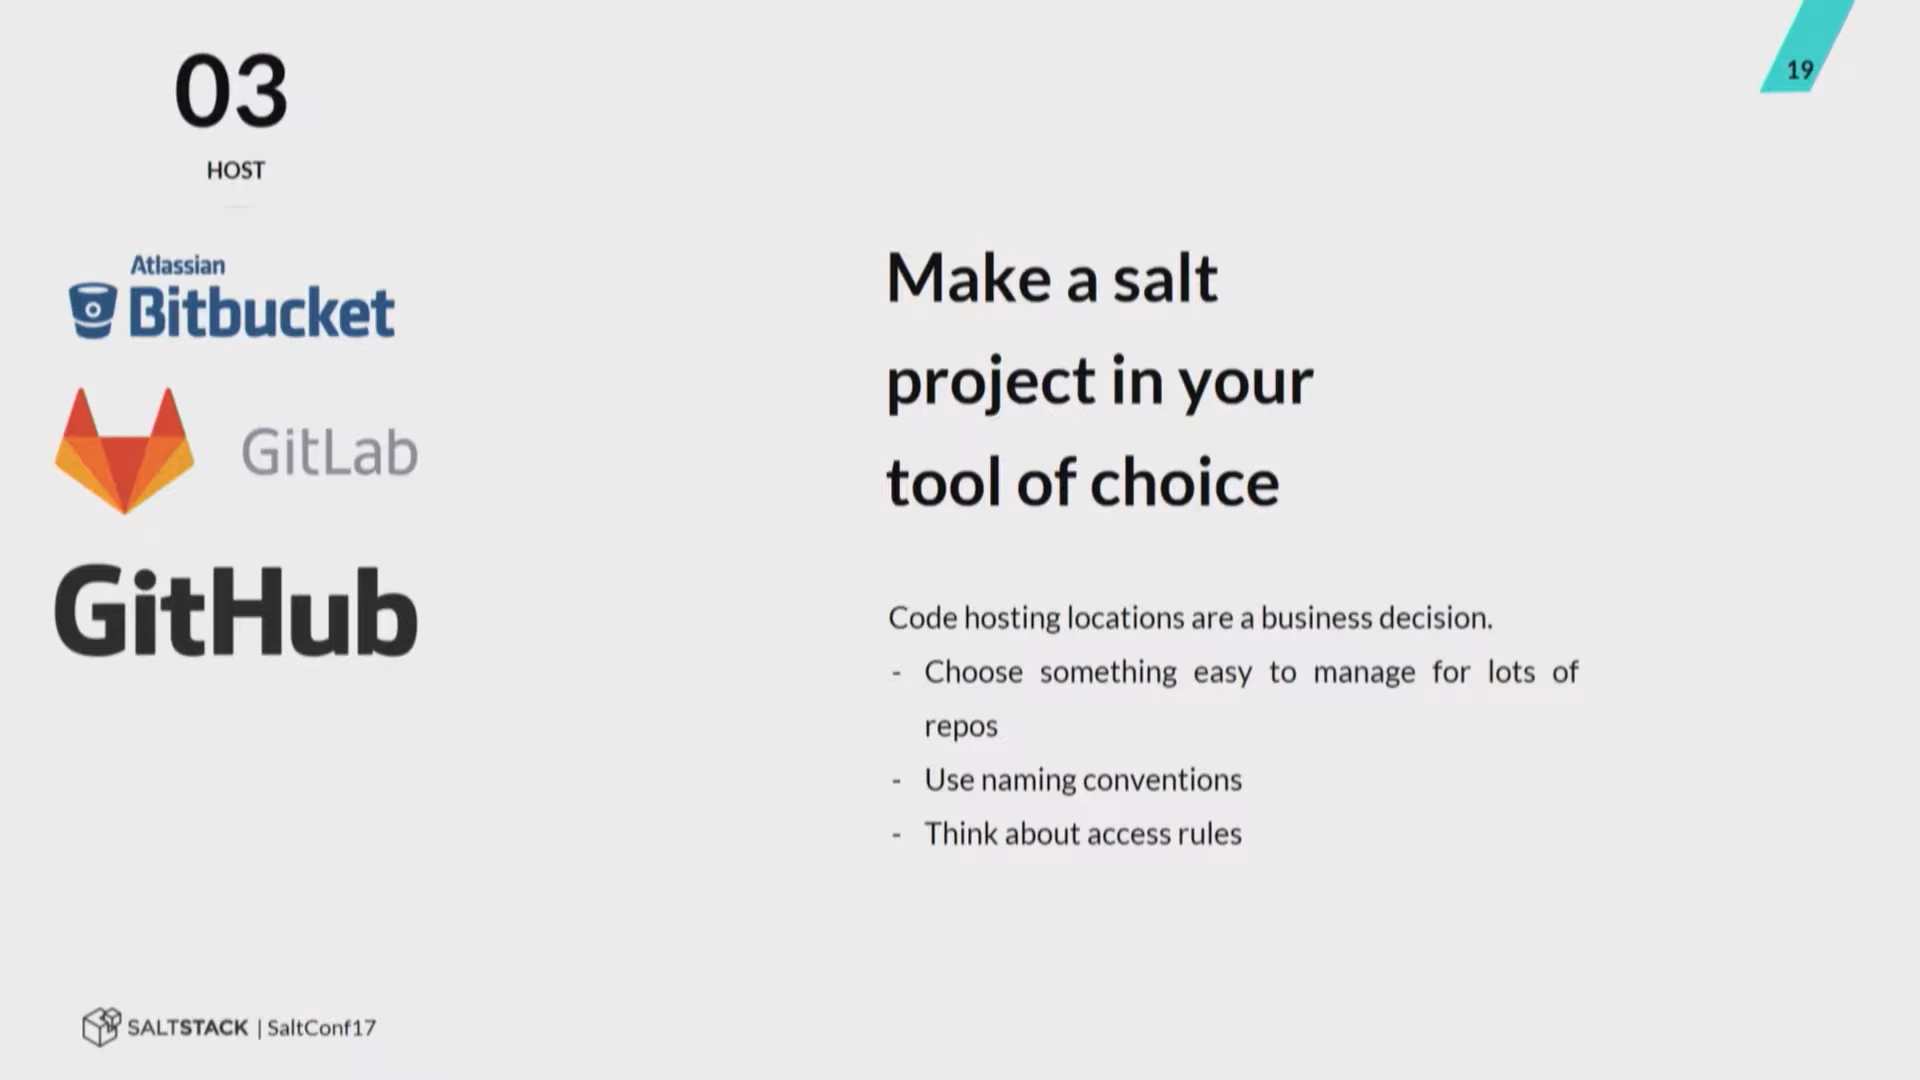 03
HOST
19
Atlassian
Bitbucket
GitLab
GitHub
Make a salt
project in your
tool of choice
Code hosting locations are a business decision.
- Choose something easy to manage for lots of
repos
- Use naming conventions
- Think about access rules
SALTSTACK | SaltConf17